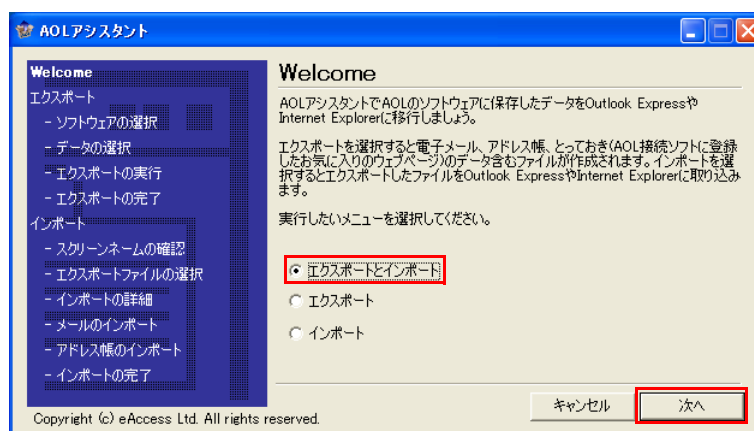 AOLアシスタント
Welcome
エクスポート
- ソフトウェアの選択
- データの選択
- エクスポートの実行
- エクスポートの完了
インポート
- スクリーンネームの確認
- エクスポートファイルの選択
- インポートの詳細
- メールのインポート
- アドレス帳のインポート
- インポートの完了
Welcome
AOLアシスタントでAOLのソフトウェアに保存したデータをOutlook Expressや
Internet Explorerに移行しましょう。
エクスポートを選択すると電子メール、アドレス帳、とっておき(AOL接続ソフトに登録
したお気に入りのウェブページ)のデータ含むファイルが作成されます。インポートを選
択するとエクスポートしたファイルをOutlook ExpressやInternet Explorerに取り込み
ます。
実行したいメニューを選択してください。
エクスポートとインポート
エクスポート
インポート
キャンセル
次へ
Copyright (c) eAccess Ltd. All rights reserved.